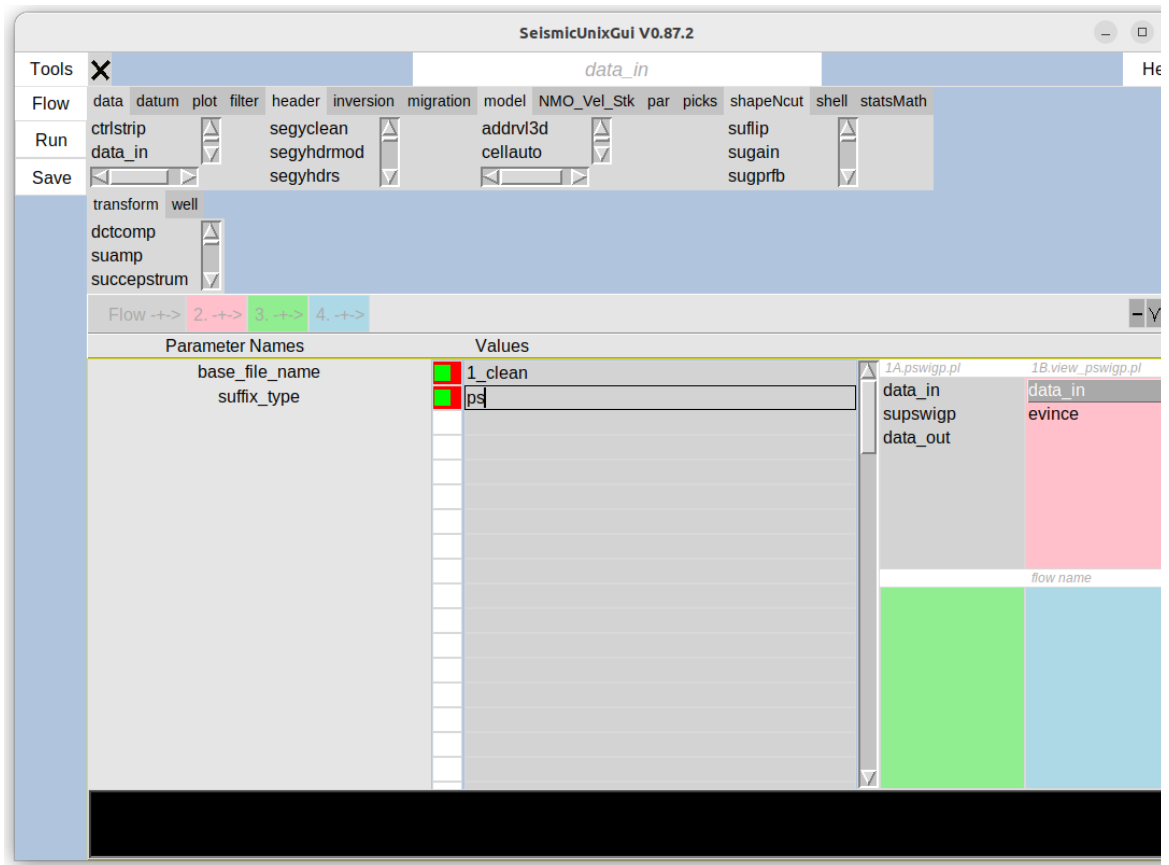 SeismicUnixGui V0.87.2
Tools data_in He
Flow data datum plot filter header inversion migration model NMO_Vel_Stk par picks shapeNcut shell statsMath
Run
Save
ctrlstrip segyclean addrvl3d suflip
data_in segyhdrmod cellauto sugain
segyhdrs sugprfb
transform well
dctcomp
suamp
succepstrum
Flow -+-> 2. -+-> 3. -+-> 4. -+->
Parameter Names Values
base_file_name 1_clean
suffix_type ps
1A.pswigp.pl 1B.view_pswigp.pl
data_in data_in
supswigp evince
data_out
flow name